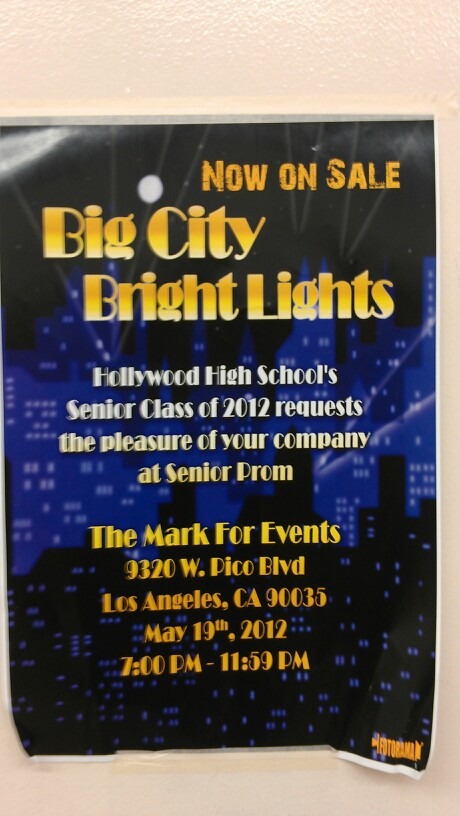 Now on Sale
Big City
Bright Lights
Hollywood High School's
Senior Class of 2012 requests
the pleasure of your company
at Senior Prom
The Mark For Events
9320 W. Pico Blvd
Los Angeles, CA 90035
May 19th, 2012
7:00 PM - 11:59 PM
FOTORAMA